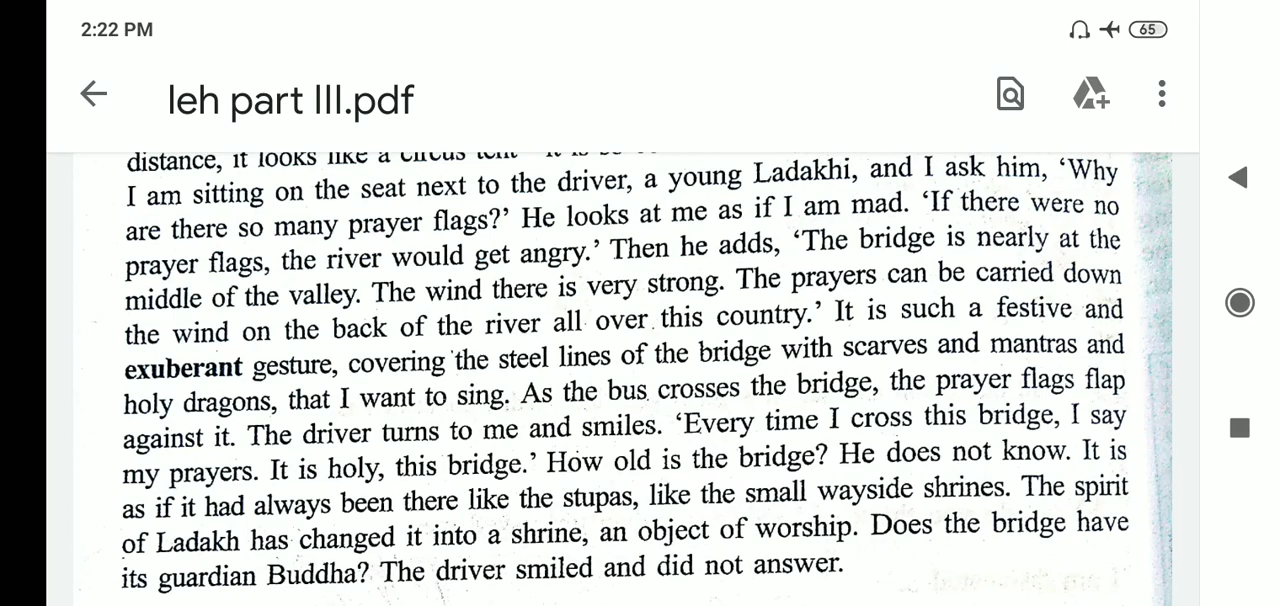 2:22 PM
65
leh part III.pdf
distance, it looks like a circus tent
I am sitting on the seat next to the driver, a young Ladakhi, and I ask him, ‘Why
are there so many prayer flags?’ He looks at me as if I am mad. ‘If there were no
prayer flags, the river would get angry.’ Then he adds, ‘The bridge is nearly at the
middle of the valley. The wind there is very strong. The prayers can be carried down
the wind on the back of the river all over this country.’ It is such a festive and
exuberant gesture, covering the steel lines of the bridge with scarves and mantras and
holy dragons, that I want to sing. As the bus crosses the bridge, the prayer flags flap
against it. The driver turns to me and smiles. ‘Every time I cross this bridge, I say
my prayers. It is holy, this bridge.’ How old is the bridge? He does not know. It is
as if it had always been there like the stupas, like the small wayside shrines. The spirit
of Ladakh has changed it into a shrine, an object of worship. Does the bridge have
its guardian Buddha? The driver smiled and did not answer.